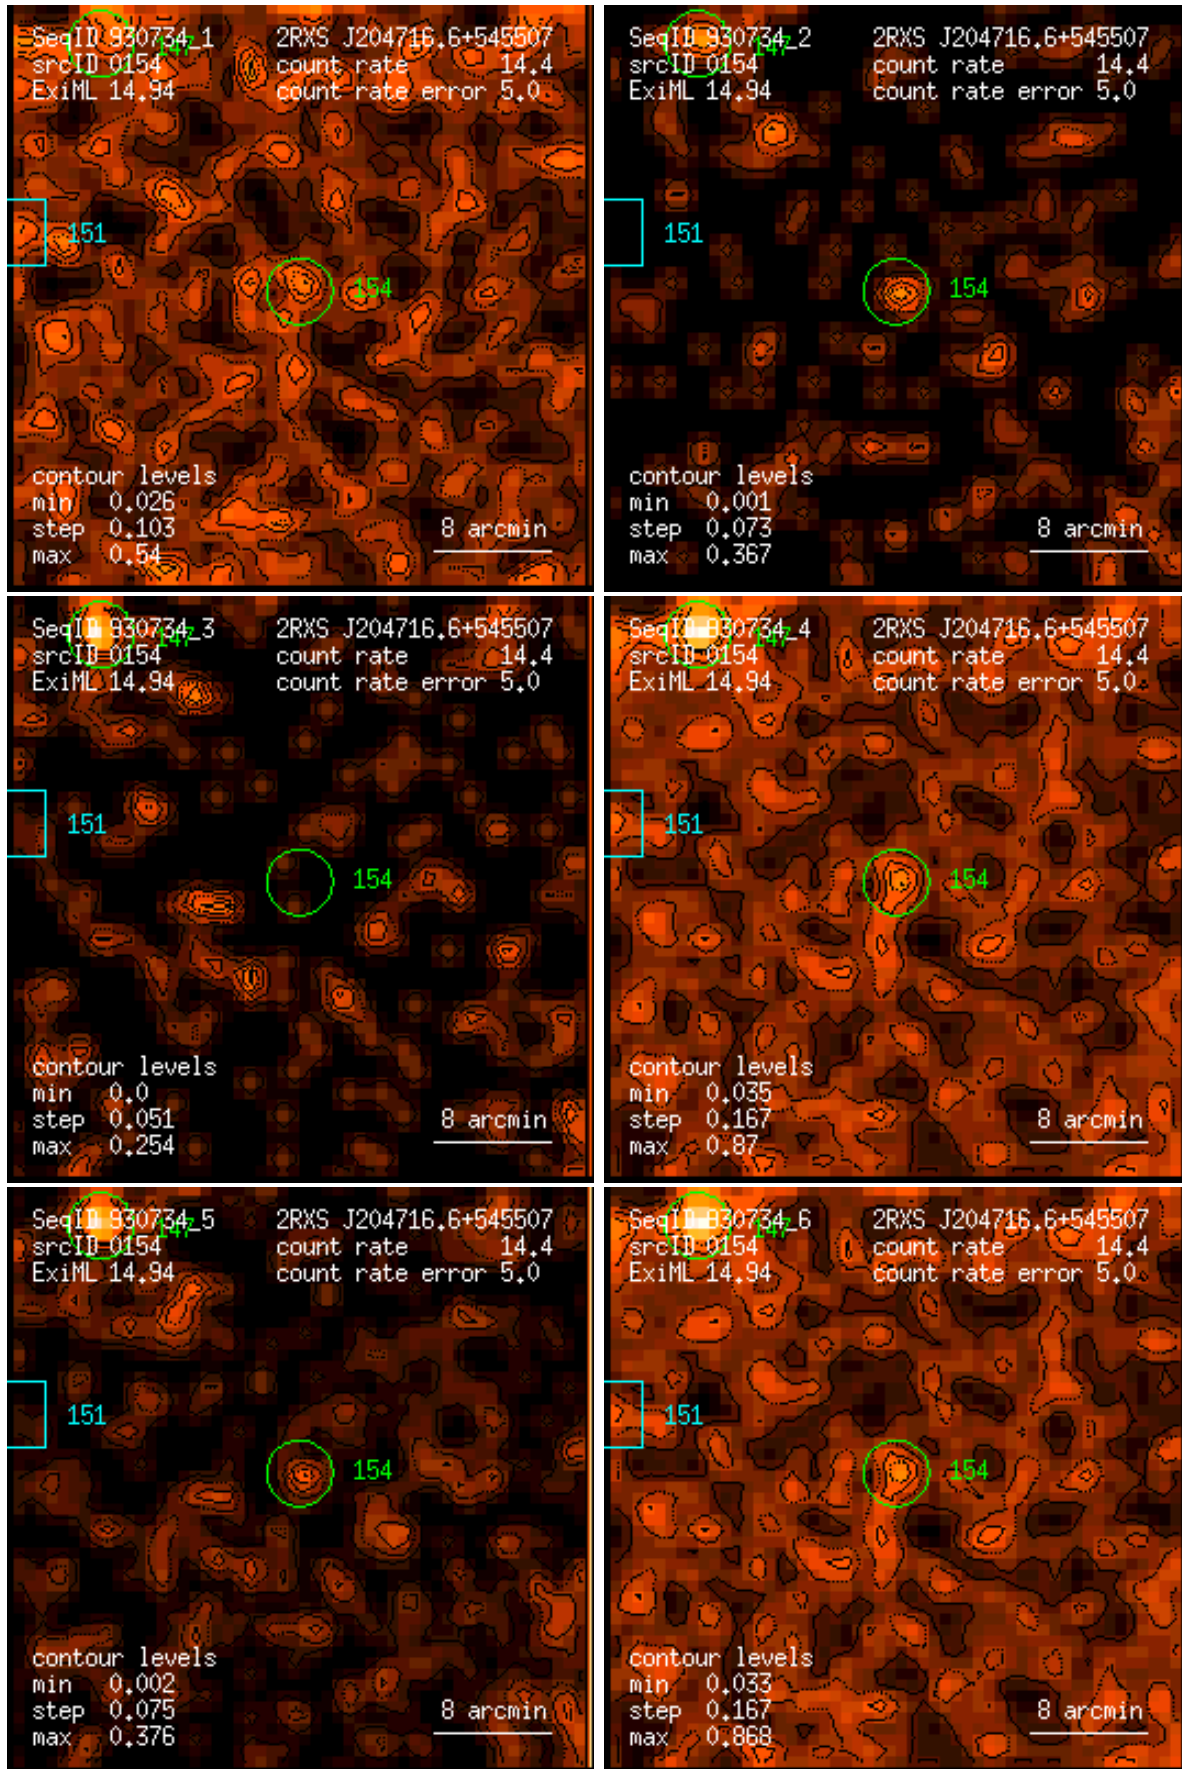 SeqID 930734_1 2RXS J204716.6+545507
147
srcID 0154 count rate 14.4
ExiML 14.94 count rate error 5.0
151
154
contour levels
min 0.026
step 0.103 8 arcmin
max 0.54
SeqID 930734_2 2RXS J204716.6+545507
147
srcID 0154 count rate 14.4
ExiML 14.94 count rate error 5.0
151
154
contour levels
min 0.001
step 0.073 8 arcmin
max 0.367
SeqID 930734_3 2RXS J204716.6+545507
147
srcID 0154 count rate 14.4
ExiML 14.94 count rate error 5.0
151
154
contour levels
min 0.0
step 0.051 8 arcmin
max 0.254
SeqID 930734_4 2RXS J204716.6+545507
147
srcID 0154 count rate 14.4
ExiML 14.94 count rate error 5.0
151
154
contour levels
min 0.035
step 0.167 8 arcmin
max 0.87
SeqID 930734_5 2RXS J204716.6+545507
147
srcID 0154 count rate 14.4
ExiML 14.94 count rate error 5.0
151
154
contour levels
min 0.002
step 0.075 8 arcmin
max 0.376
SeqID 930734_6 2RXS J204716.6+545507
147
srcID 0154 count rate 14.4
ExiML 14.94 count rate error 5.0
151
154
contour levels
min 0.033
step 0.167 8 arcmin
max 0.868